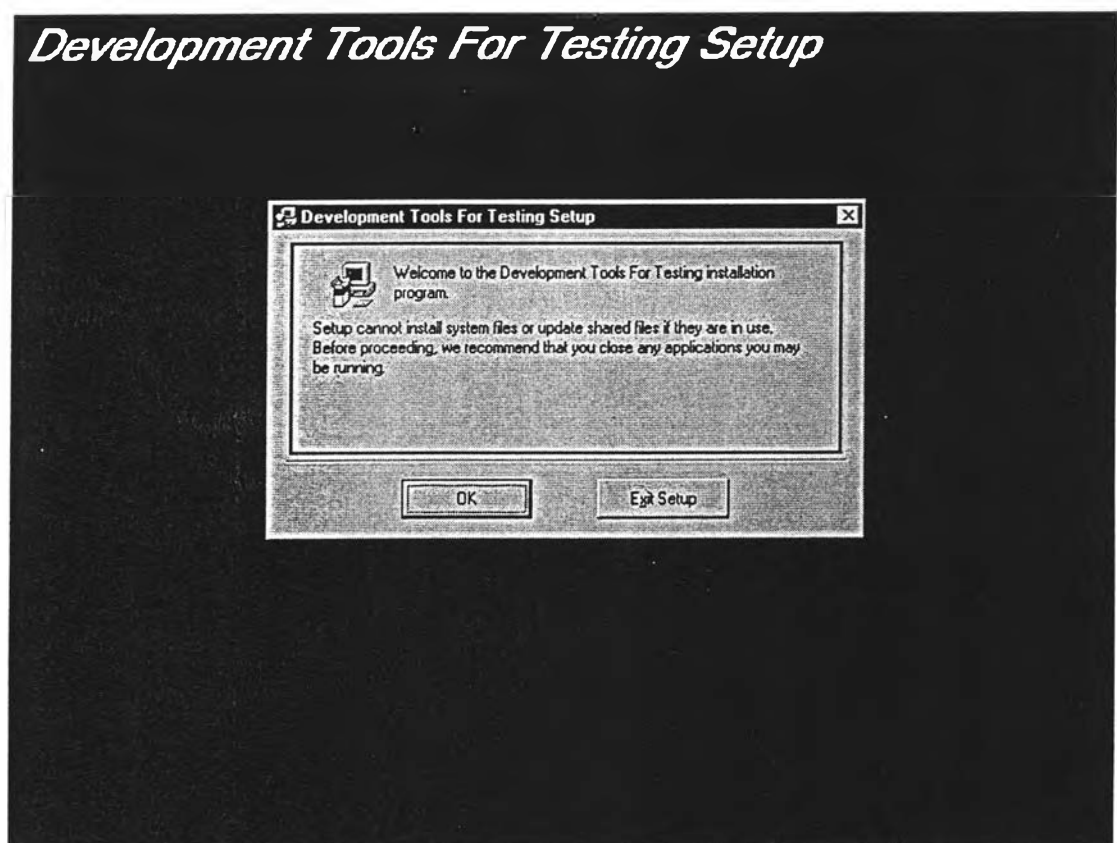 Development Tools For Testing Setup
Development Tools For Testing Setup
Welcome to the Development Tools For Testing installation
program.
Setup cannot install system files or update shared files if they are in use.
Before proceeding, we recommend that you close any applications you may
be running.
OK
Exit Setup